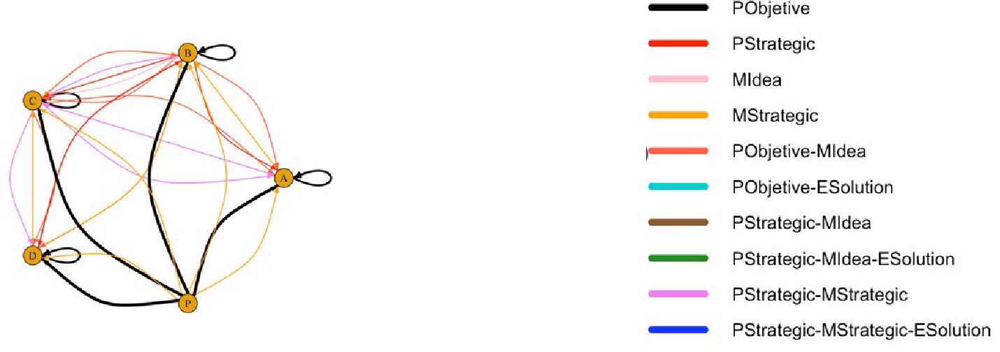 B
C
A
D
P
PObjetive
PStrategic
MIdea
MStrategic
PObjetive-MIdea
PObjetive-ESolution
PStrategic-MIdea
PStrategic-MIdea-ESolution
PStrategic-MStrategic
PStrategic-MStrategic-ESolution